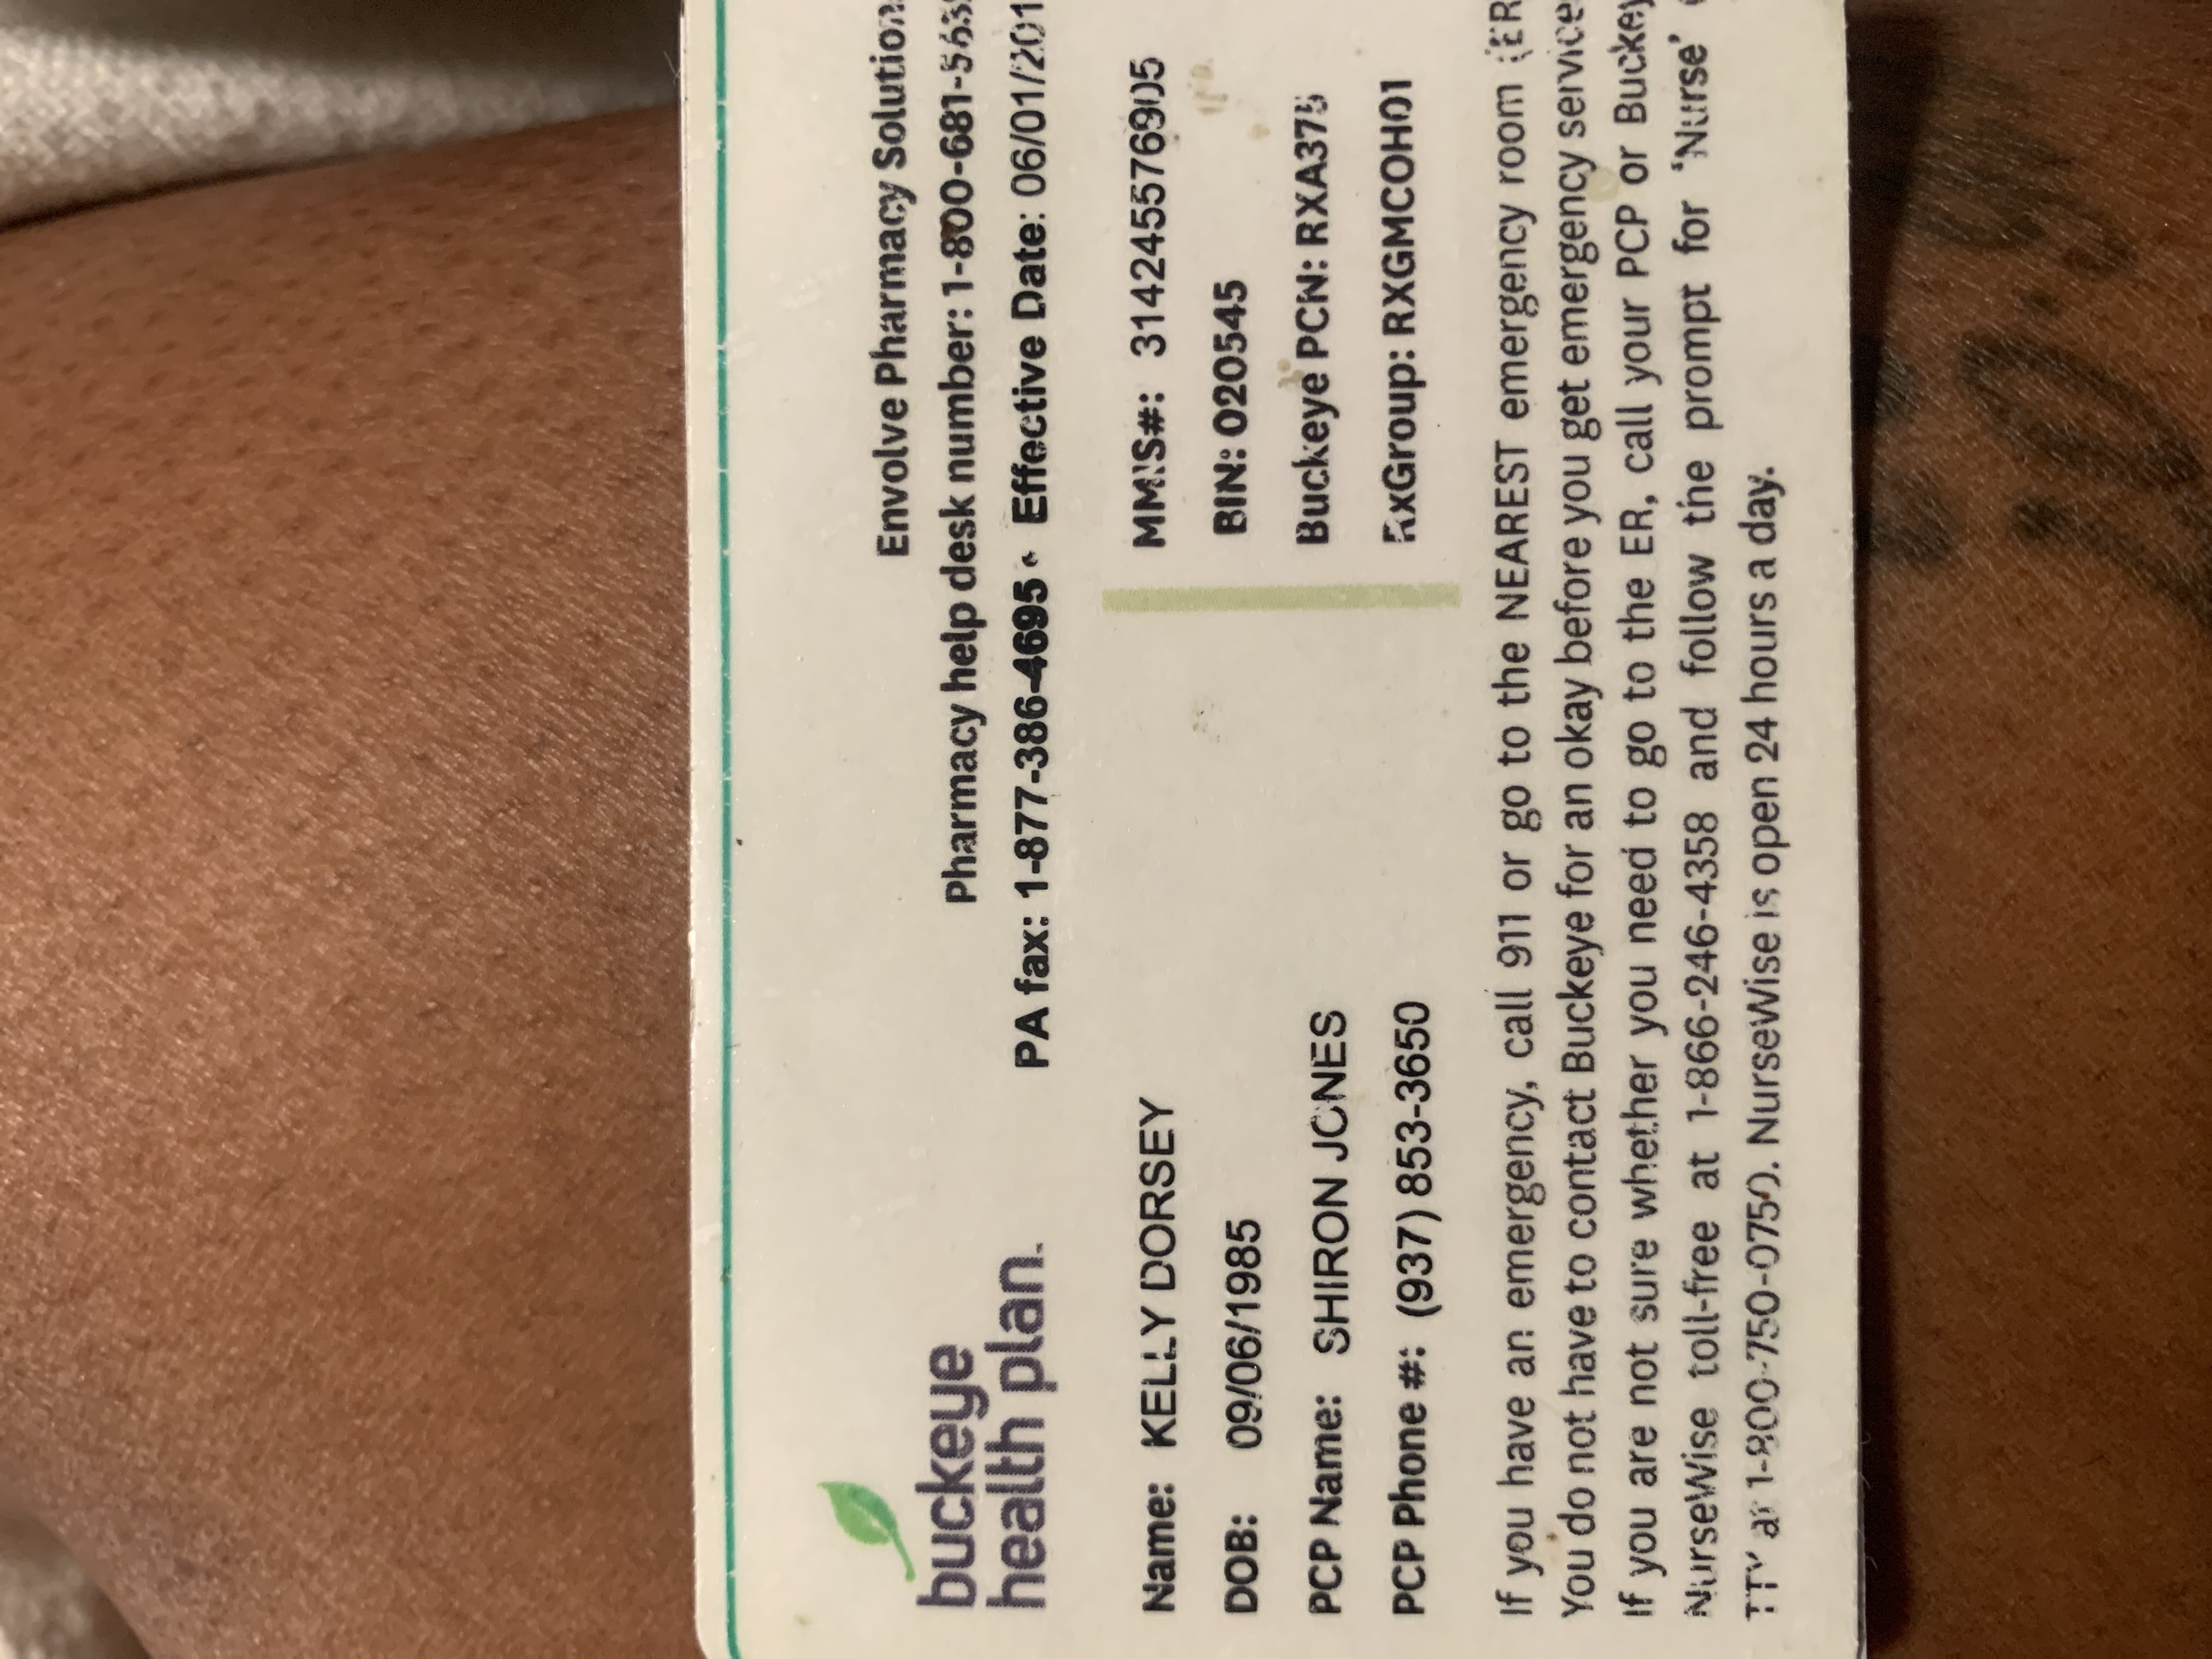 buckeye
health plan.
Envolve Pharmacy
Pharmacy help desk number: 1-800-681-
PA fax: 1-877-386-4695 • Effective Date: 06/01/201
Name: KELLY DORSEY
DOB: 09/06/1985
PCP Name: SHIRON JONES
PCP Phone #: (937) 853-3650
MMIS#: 314245576905
BIN: 020545
Buckeye PCN: RXA375
RxGroup: RXGMCOH01
If you have an emergency, call 911 or go to the NEAREST emergency room (ER
You do not have to contact Buckeye for an okay before you get emergency service
If you are not sure whether you need to go to the ER, call your PCP or Buckey
NurseWise toll-free at 1-866-246-4358 and follow the prompt for 'Nurse'
TTY at 1-800-750-0750). NurseWise is open 24 hours a day.